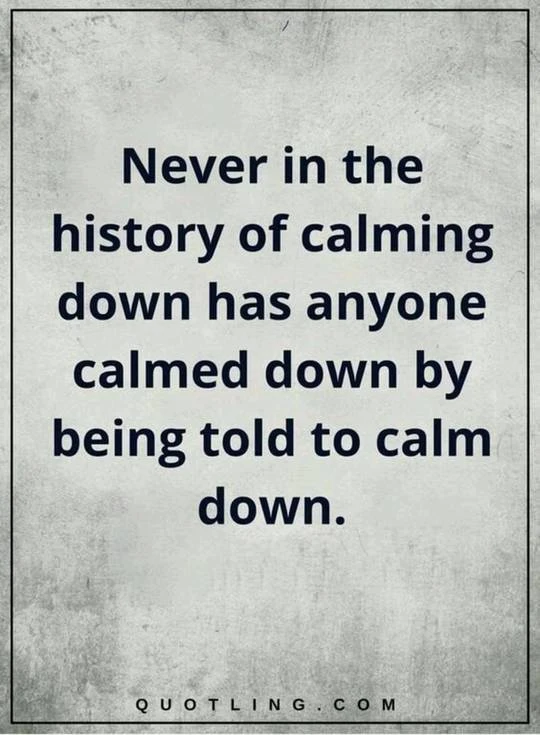 Never in the
history of calming
down has anyone
calmed down by
being told to calm
down.
QUOTLING.COM